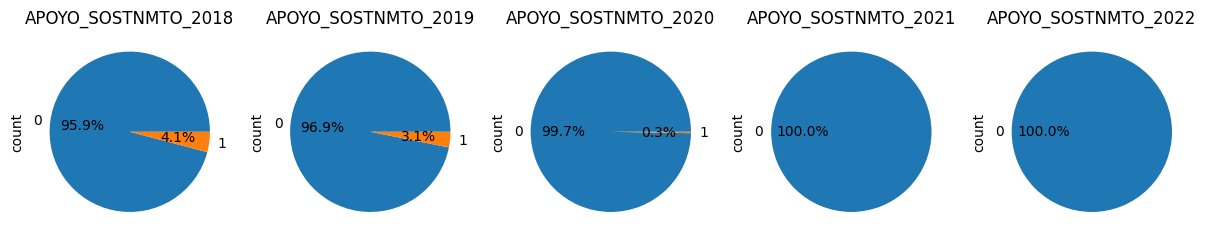 APOYO_SOSTNMTO_2018
count
0
95.9%
4.1%
1
APOYO_SOSTNMTO_2019
count
0
96.9%
3.1%
1
APOYO_SOSTNMTO_2020
count
0
99.7%
0.3%
1
APOYO_SOSTNMTO_2021
count
0
100.0%
APOYO_SOSTNMTO_2022
count
0
100.0%